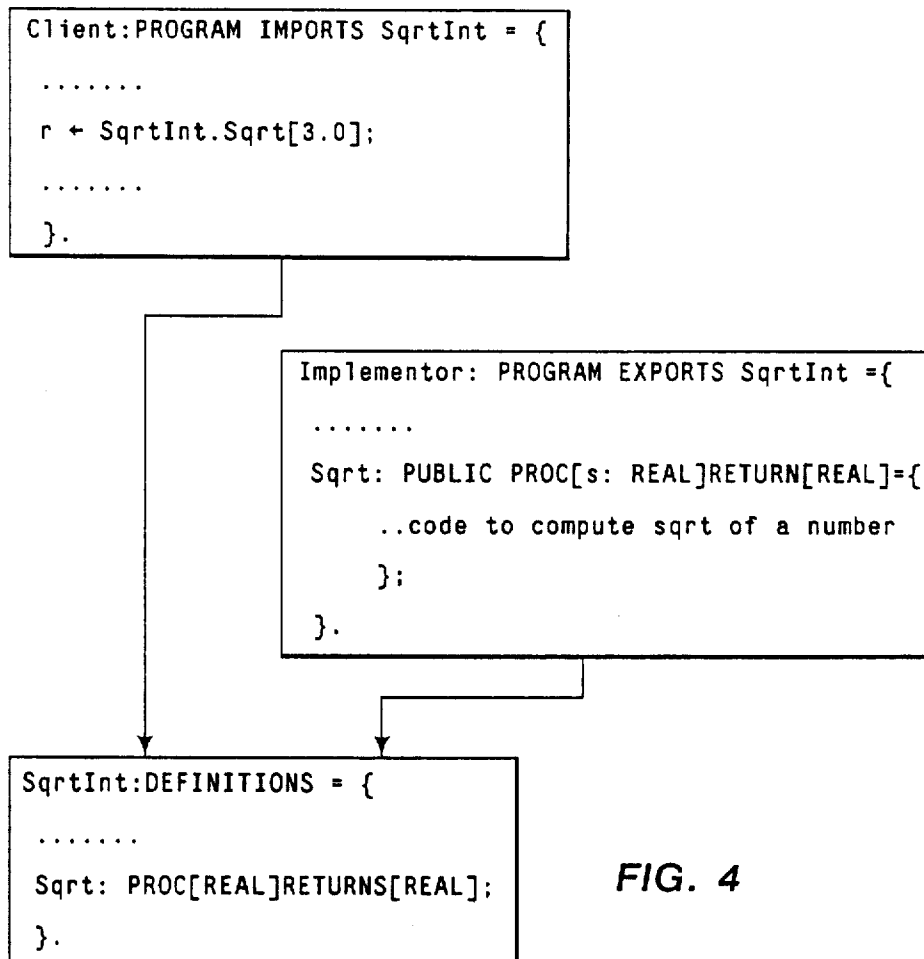 Client:PROGRAM IMPORTS SqrtInt = {
.......
r ← SqrtInt.Sqrt[3.0];
.......
}.
Implementor: PROGRAM EXPORTS SqrtInt ={
.......
Sqrt: PUBLIC PROC[s: REAL]RETURN[REAL]={
..code to compute sqrt of a number
};
}.
SqrtInt:DEFINITIONS = {
.......
Sqrt: PROC[REAL]RETURNS[REAL];
}.
FIG. 4